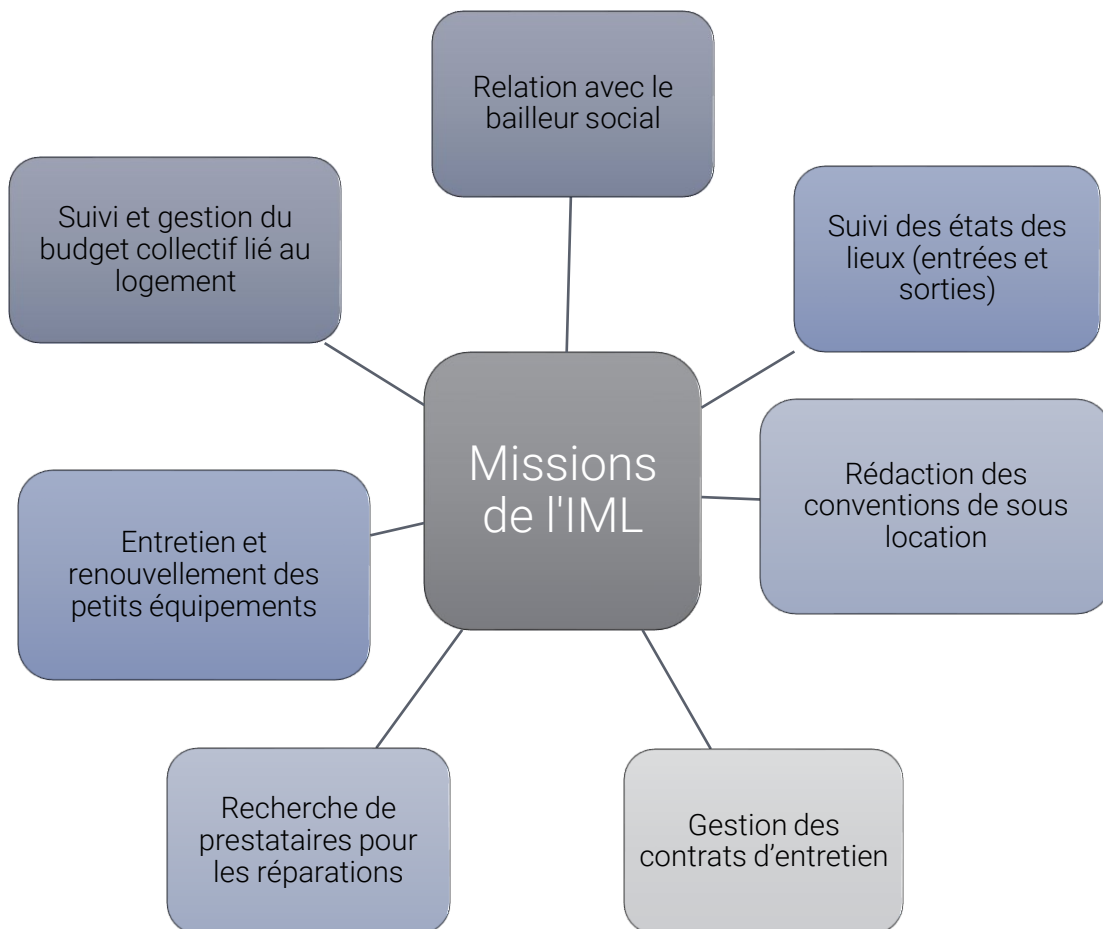 Relation avec le
bailleur social
Suivi des états des
lieux (entrées et
sorties)
Rédaction des
conventions de sous
location
Gestion des
contrats d’entretien
Recherche de
prestataires pour
les réparations
Entretien et
renouvellement des
petits équipements
Suivi et gestion du
budget collectif lié au
logement
Missions
de l'IML